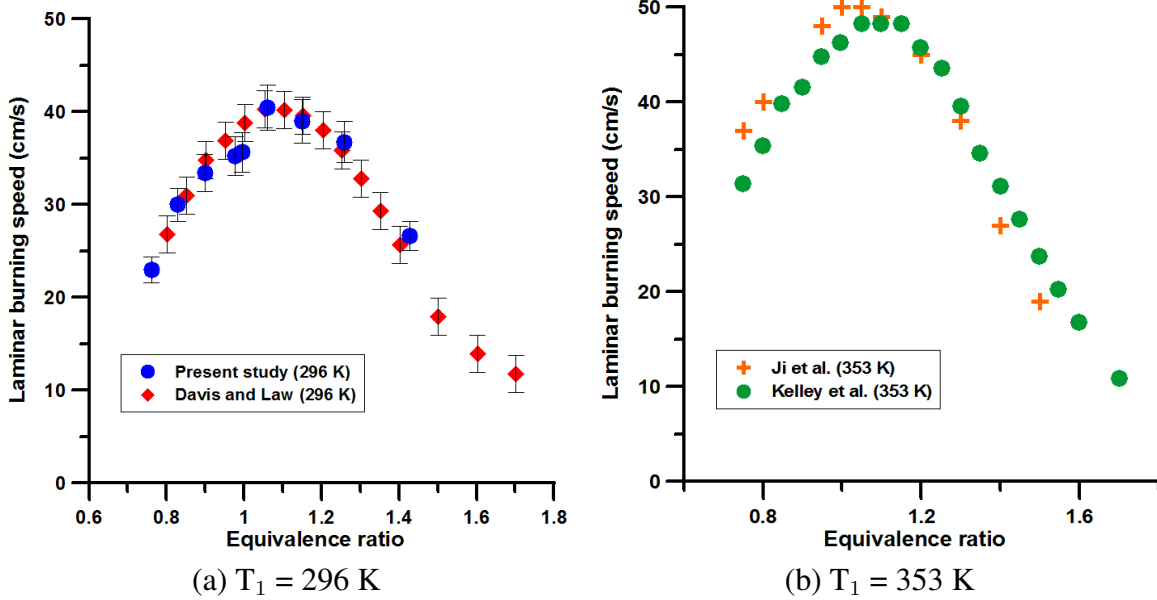 50
40
30
20
10
0
Laminar burning speed (cm/s)
Present study (296 K)
Davis and Law (296 K)
0.6 0.8 1 1.2 1.4 1.6 1.8
Equivalence ratio
(a) T₁ = 296 K
50
40
30
20
10
0
Laminar burning speed (cm/s)
Ji et al. (353 K)
Kelley et al. (353 K)
0.8 1.2 1.6
Equivalence ratio
(b) T₁ = 353 K